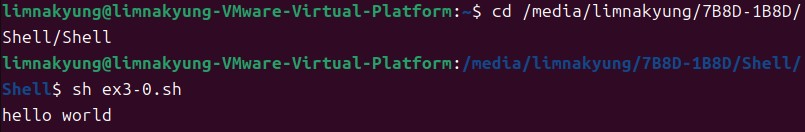 limnakyung@limnakyung-VMware-Virtual-Platform:~$ cd /media/limnakyung/7B8D-1B8D/
Shell/Shell
limnakyung@limnakyung-VMware-Virtual-Platform:/media/limnakyung/7B8D-1B8D/Shell/
Shell$ sh ex3-0.sh
hello world